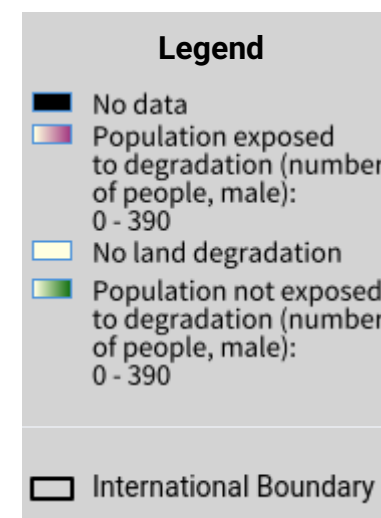 Legend
No data
Population exposed
to degradation (number
of people, male):
0 - 390
No land degradation
Population not exposed
to degradation (number
of people, male):
0 - 390
International Boundary